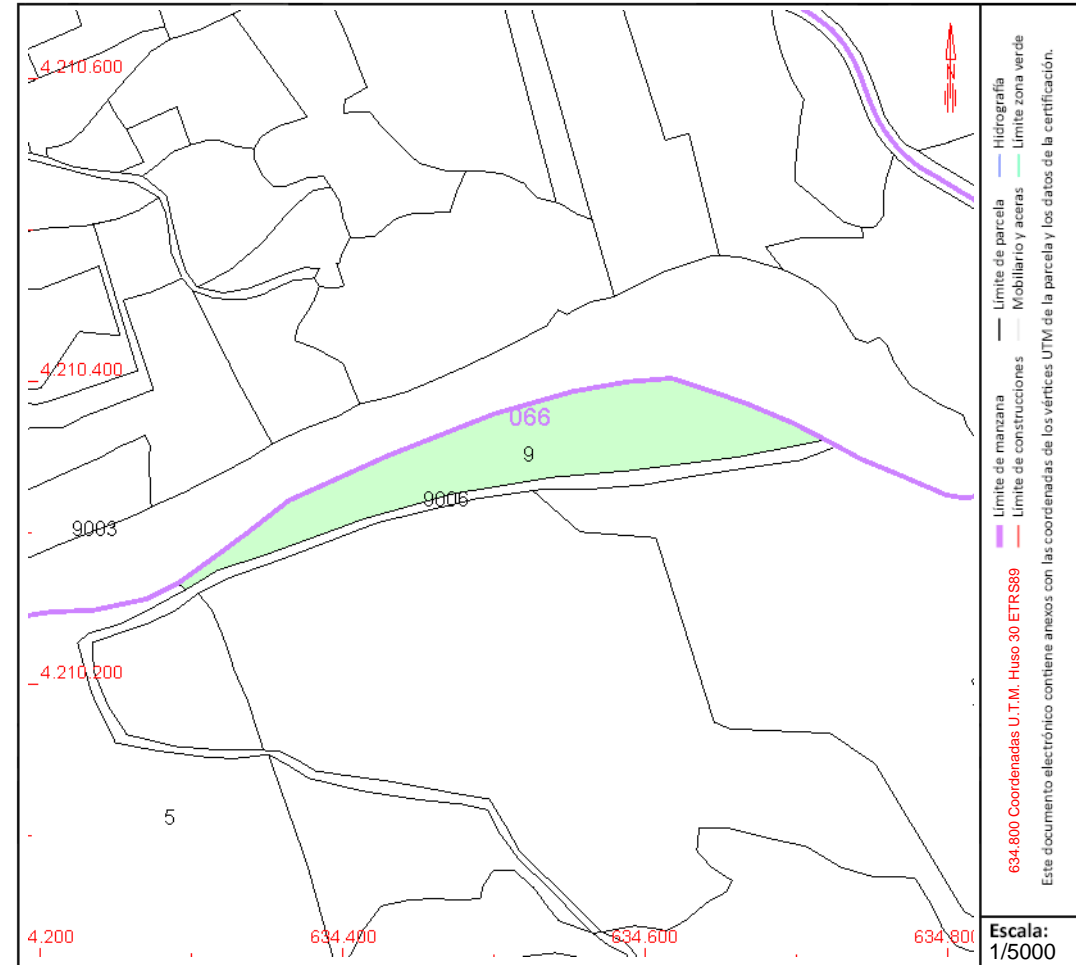 4.210.600
N
4.210.400
066
9
9006
9003
4.210.200
5
4.200
634.400
634.600
634.800
Hidrografía
Límite zona verde
Límite de parcela
Mobiliario y aceras
Límite de manzana
Límite de construcciones
634.800 Coordenadas U.T.M. Huso 30 ETRS89
Este documento electrónico contiene anexos con las coordenadas de los vértices UTM de la parcela y los datos de la certificación.
Escala:
1/5000